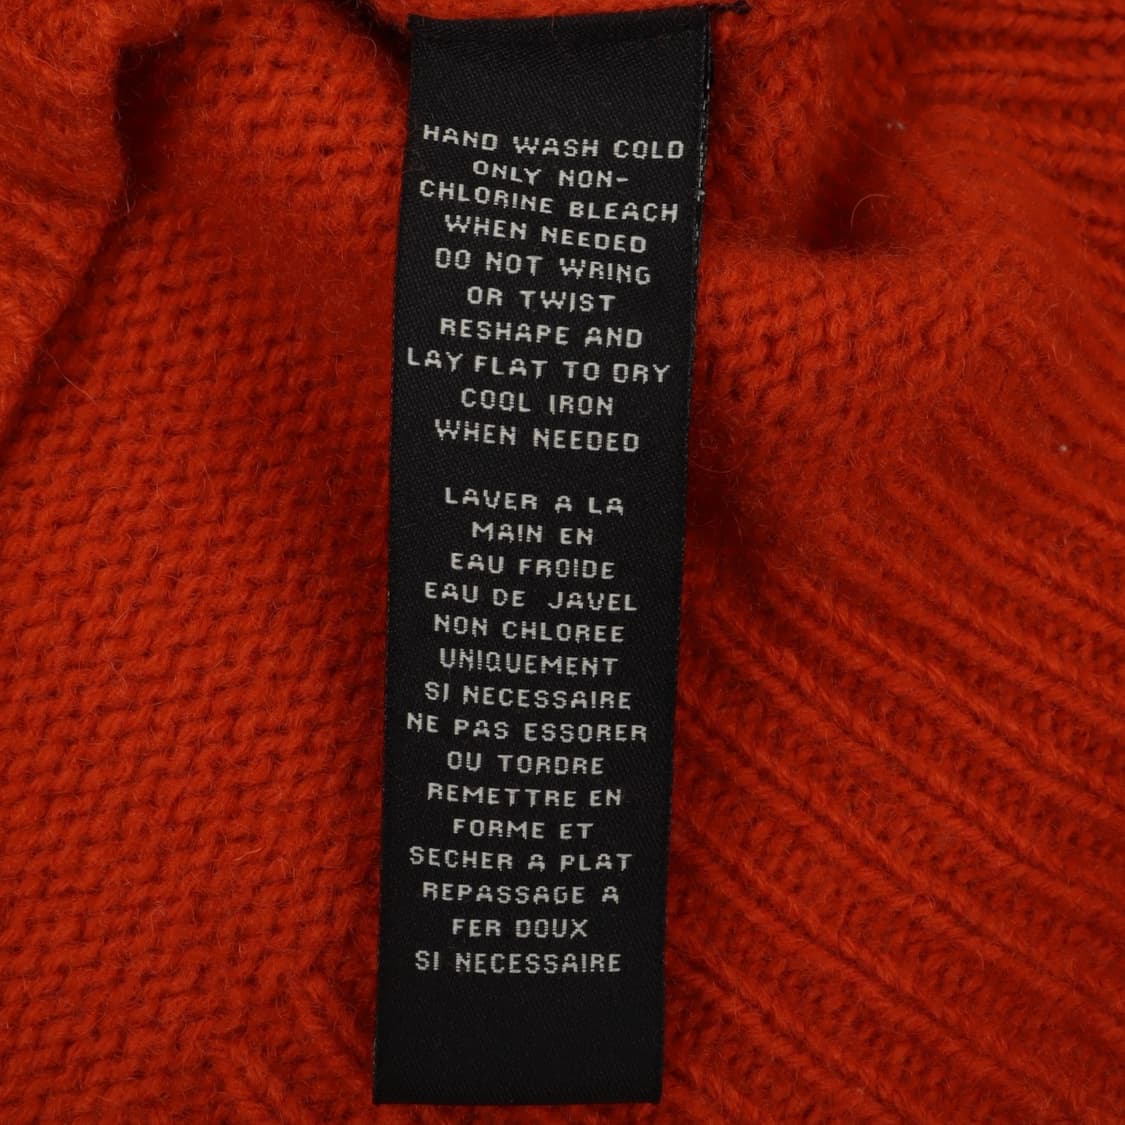 HAND WASH COLD
ONLY NON-
CHLORINE BLEACH
WHEN NEEDED
DO NOT WRING
OR TWIST
RESHAPE AND
LAY FLAT TO DRY
COOL IRON
WHEN NEEDED
LAVER A LA
MAIN EN
EAU FROIDE
EAU DE JAVEL
NON CHLOREE
UNIQUEMENT
SI NECESSAIRE
NE PAS ESSORER
OU TORDRE
REMETTRE EN
FORME ET
SECHER A PLAT
REPASSAGE A
FER DOUX
SI NECESSAIRE